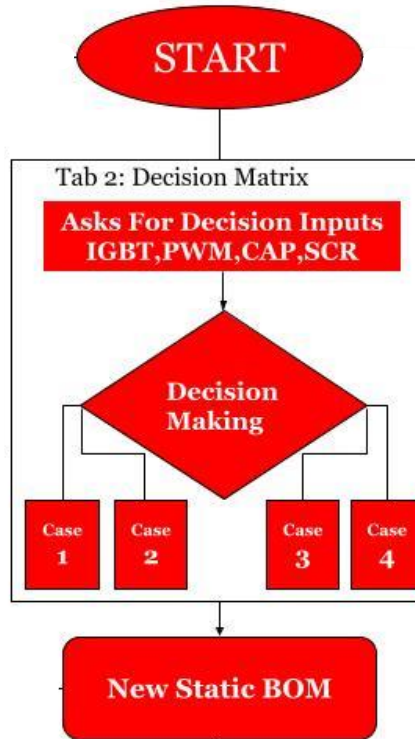 START
Tab 2: Decision Matrix
Asks For Decision Inputs
IGBT,PWM,CAP,SCR
Decision
Making
Case
1
Case
2
Case
3
Case
4
New Static BOM